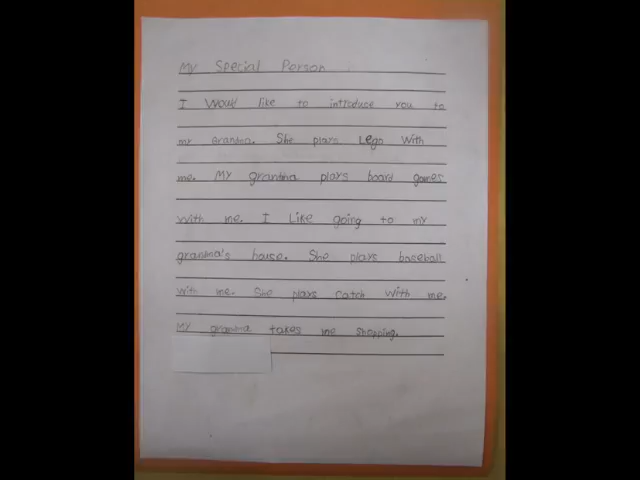 My Special Person
I Would like to introduce you to
my Grandma. She plays Lego With
me. My grandma plays board games
with me. I Like going to my
grandma's house. She plays baseball
with me. She plays catch With me.
My grandma takes me shopping.